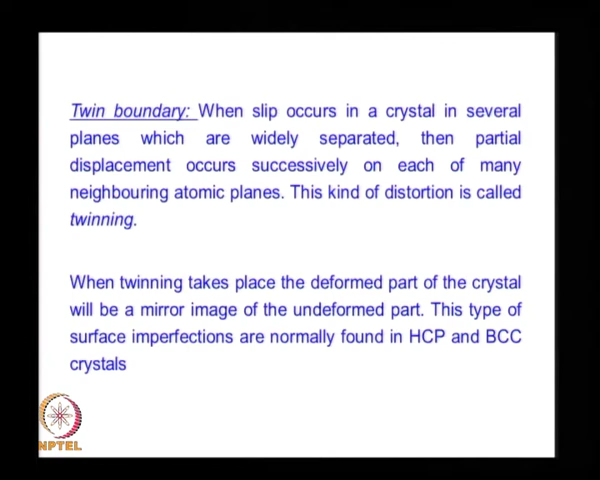 Twin boundary: When slip occurs in a crystal in several
planes which are widely separated, then partial
displacement occurs successively on each of many
neighbouring atomic planes. This kind of distortion is called
twinning.
When twinning takes place the deformed part of the crystal
will be a mirror image of the undeformed part. This type of
surface imperfections are normally found in HCP and BCC
crystals
NPTEL